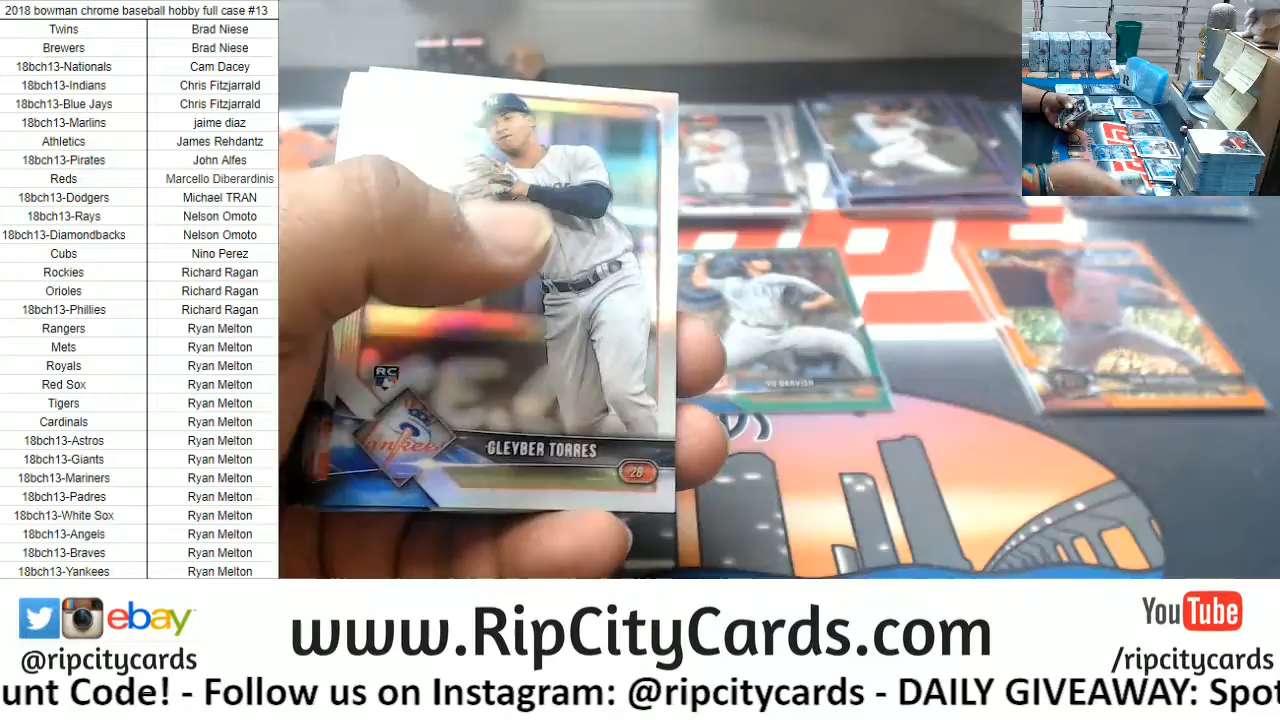 2018 bowman chrome baseball hobby full case #13
Twins Brad Niese
Brewers Brad Niese
18bch13-Nationals Cam Dacey
18bch13-Indians Chris Fitzjarrald
18bch13-Blue Jays Chris Fitzjarrald
18bch13-Marlins jaime diaz
Athletics James Rehdantz
18bch13-Pirates John Alfes
Reds Marcello Diberardinis
18bch13-Dodgers Michael TRAN
18bch13-Rays Nelson Omoto
18bch13-Diamondbacks Nelson Omoto
Cubs Nino Perez
Rockies Richard Ragan
Orioles Richard Ragan
18bch13-Phillies Richard Ragan
Rangers Ryan Melton
Mets Ryan Melton
Royals Ryan Melton
Red Sox Ryan Melton
Tigers Ryan Melton
Cardinals Ryan Melton
18bch13-Astros Ryan Melton
18bch13-Giants Ryan Melton
18bch13-Mariners Ryan Melton
18bch13-Padres Ryan Melton
18bch13-White Sox Ryan Melton
18bch13-Angels Ryan Melton
18bch13-Braves Ryan Melton
18bch13-Yankees Ryan Melton
RC
Yankees
GLEYBER TORRES
26
YU DARVISH
ebay
@ripcitycards
www.RipCityCards.com
YouTube
/ripcitycards
unt Code! - Follow us on Instagram: @ripcitycards - DAILY GIVEAWAY: Spot